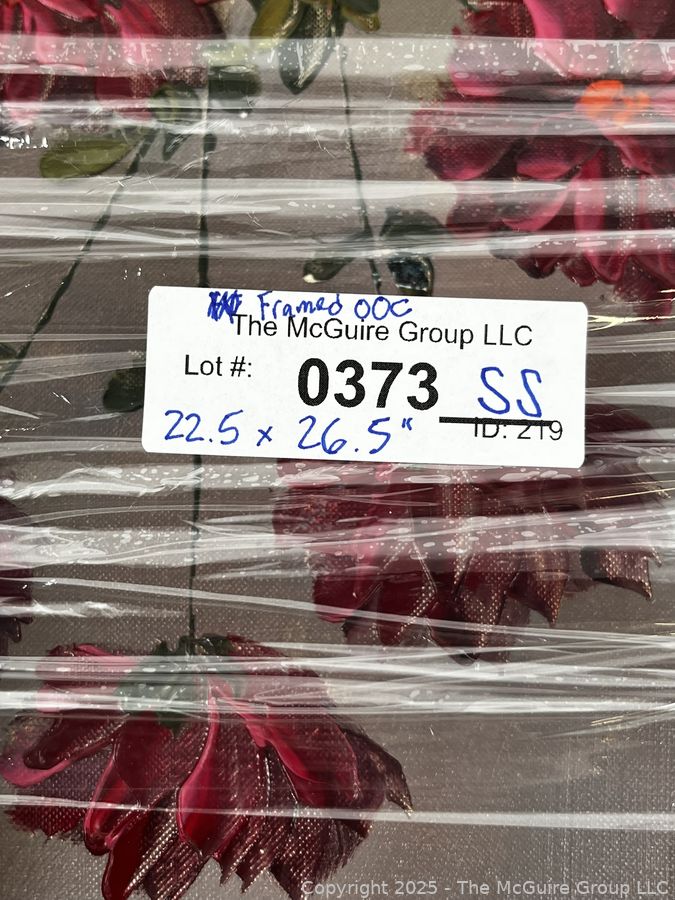 Framed OOC
The McGuire Group LLC
Lot #: 0373 SS
22.5 x 26.5" ID: 219
Copyright 2025 - The McGuire Group LLC